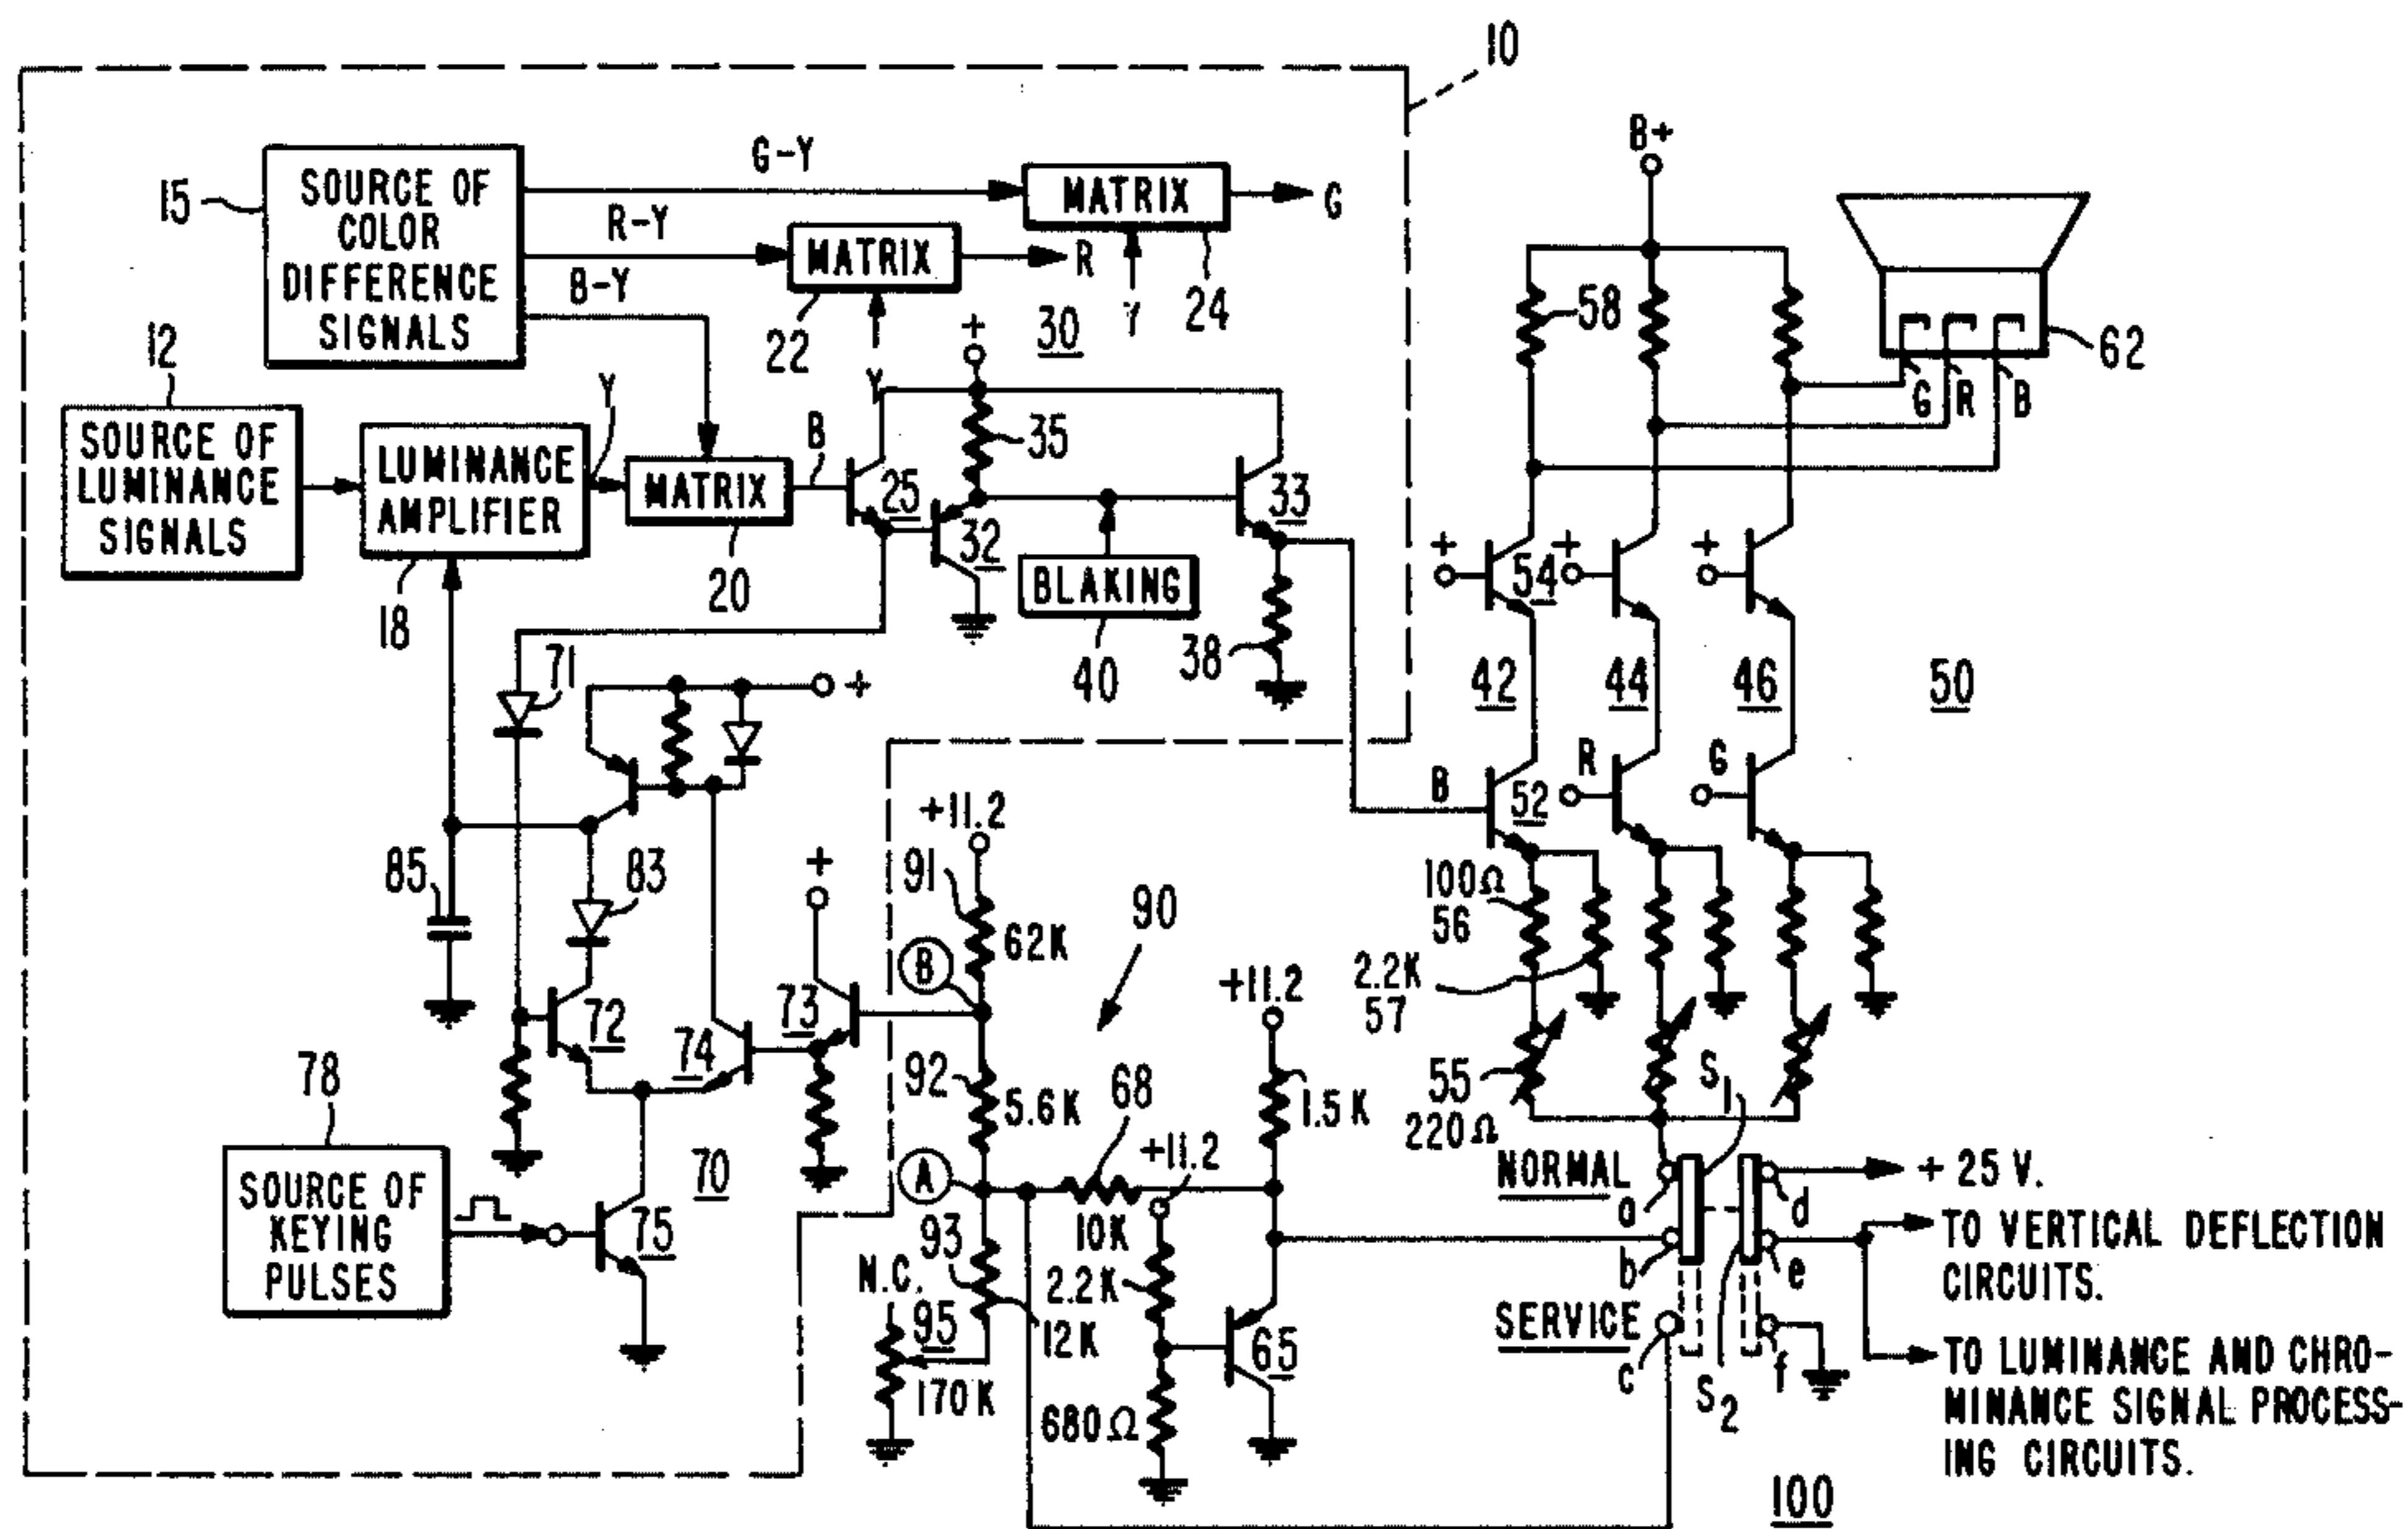 10
G-Y
B+
15
SOURCE OF
COLOR
DIFFERENCE
SIGNALS
MATRIX
G
R-Y
MATRIX
R
B-Y
24
Y
22
30
+
58
62
12
SOURCE OF
LUMINANCE
SIGNALS
Y
Y
B
35
G
R
B
LUMINANCE
AMPLIFIER
MATRIX
25
33
32
18
20
BLAKING
40
38
+
54
+
+
71
+
42
44
46
50
B
52
R
G
+11.2
91
62K
85
83
+
90
100Ω
56
B
2.2K
57
+11.2
72
73
74
92
5.6K
68
1.5K
55
220Ω
S1
78
SOURCE OF
KEYING
PULSES
70
A
+11.2
NORMAL
a
d
+ 25 V.
75
93
10K
b
e
TO VERTICAL DEFLECTION
CIRCUITS.
N.C.
95
12K
2.2K
170K
65
680Ω
SERVICE
c
S2
f
TO LUMINANCE AND CHRO-
MINANCE SIGNAL PROCESS-
ING CIRCUITS.
100